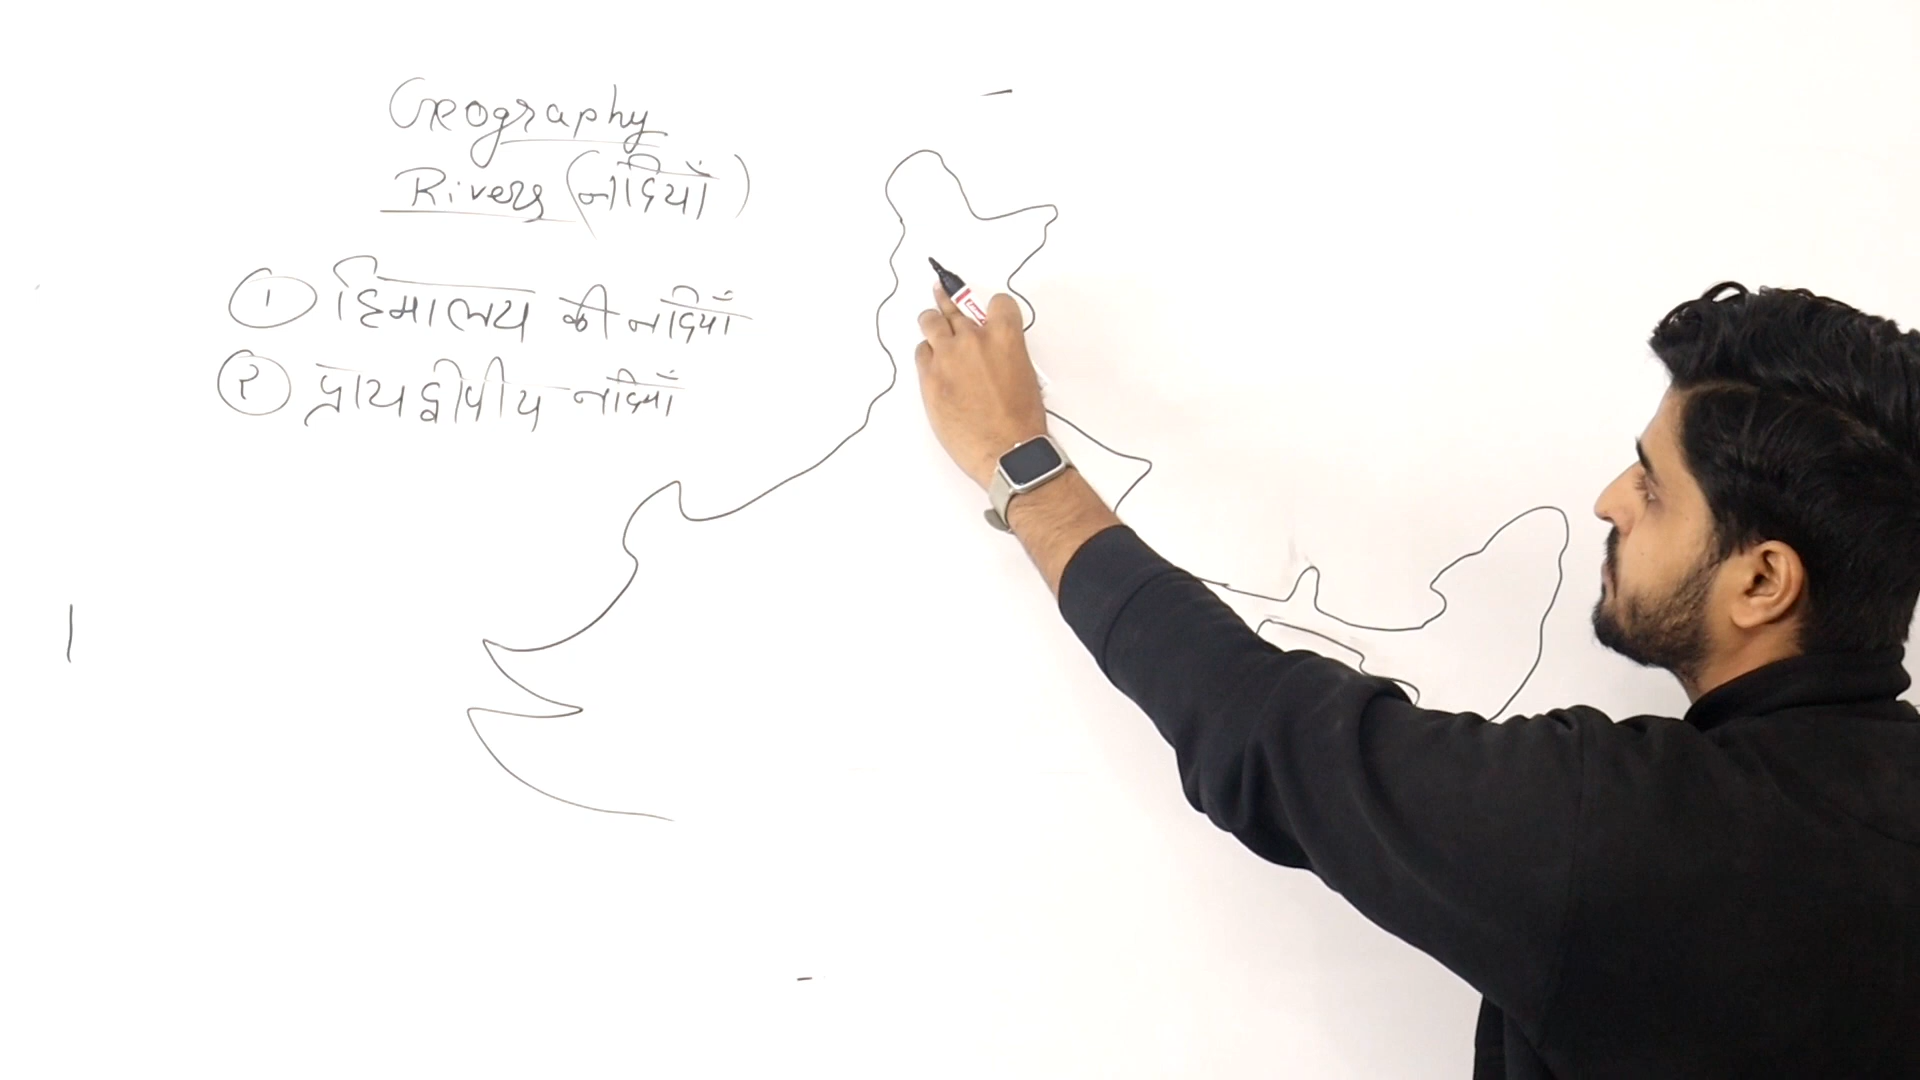 Geography
Rivers (नदियाँ)
① हिमालय की नदियाँ
② प्रायद्वीपीय नदियाँ